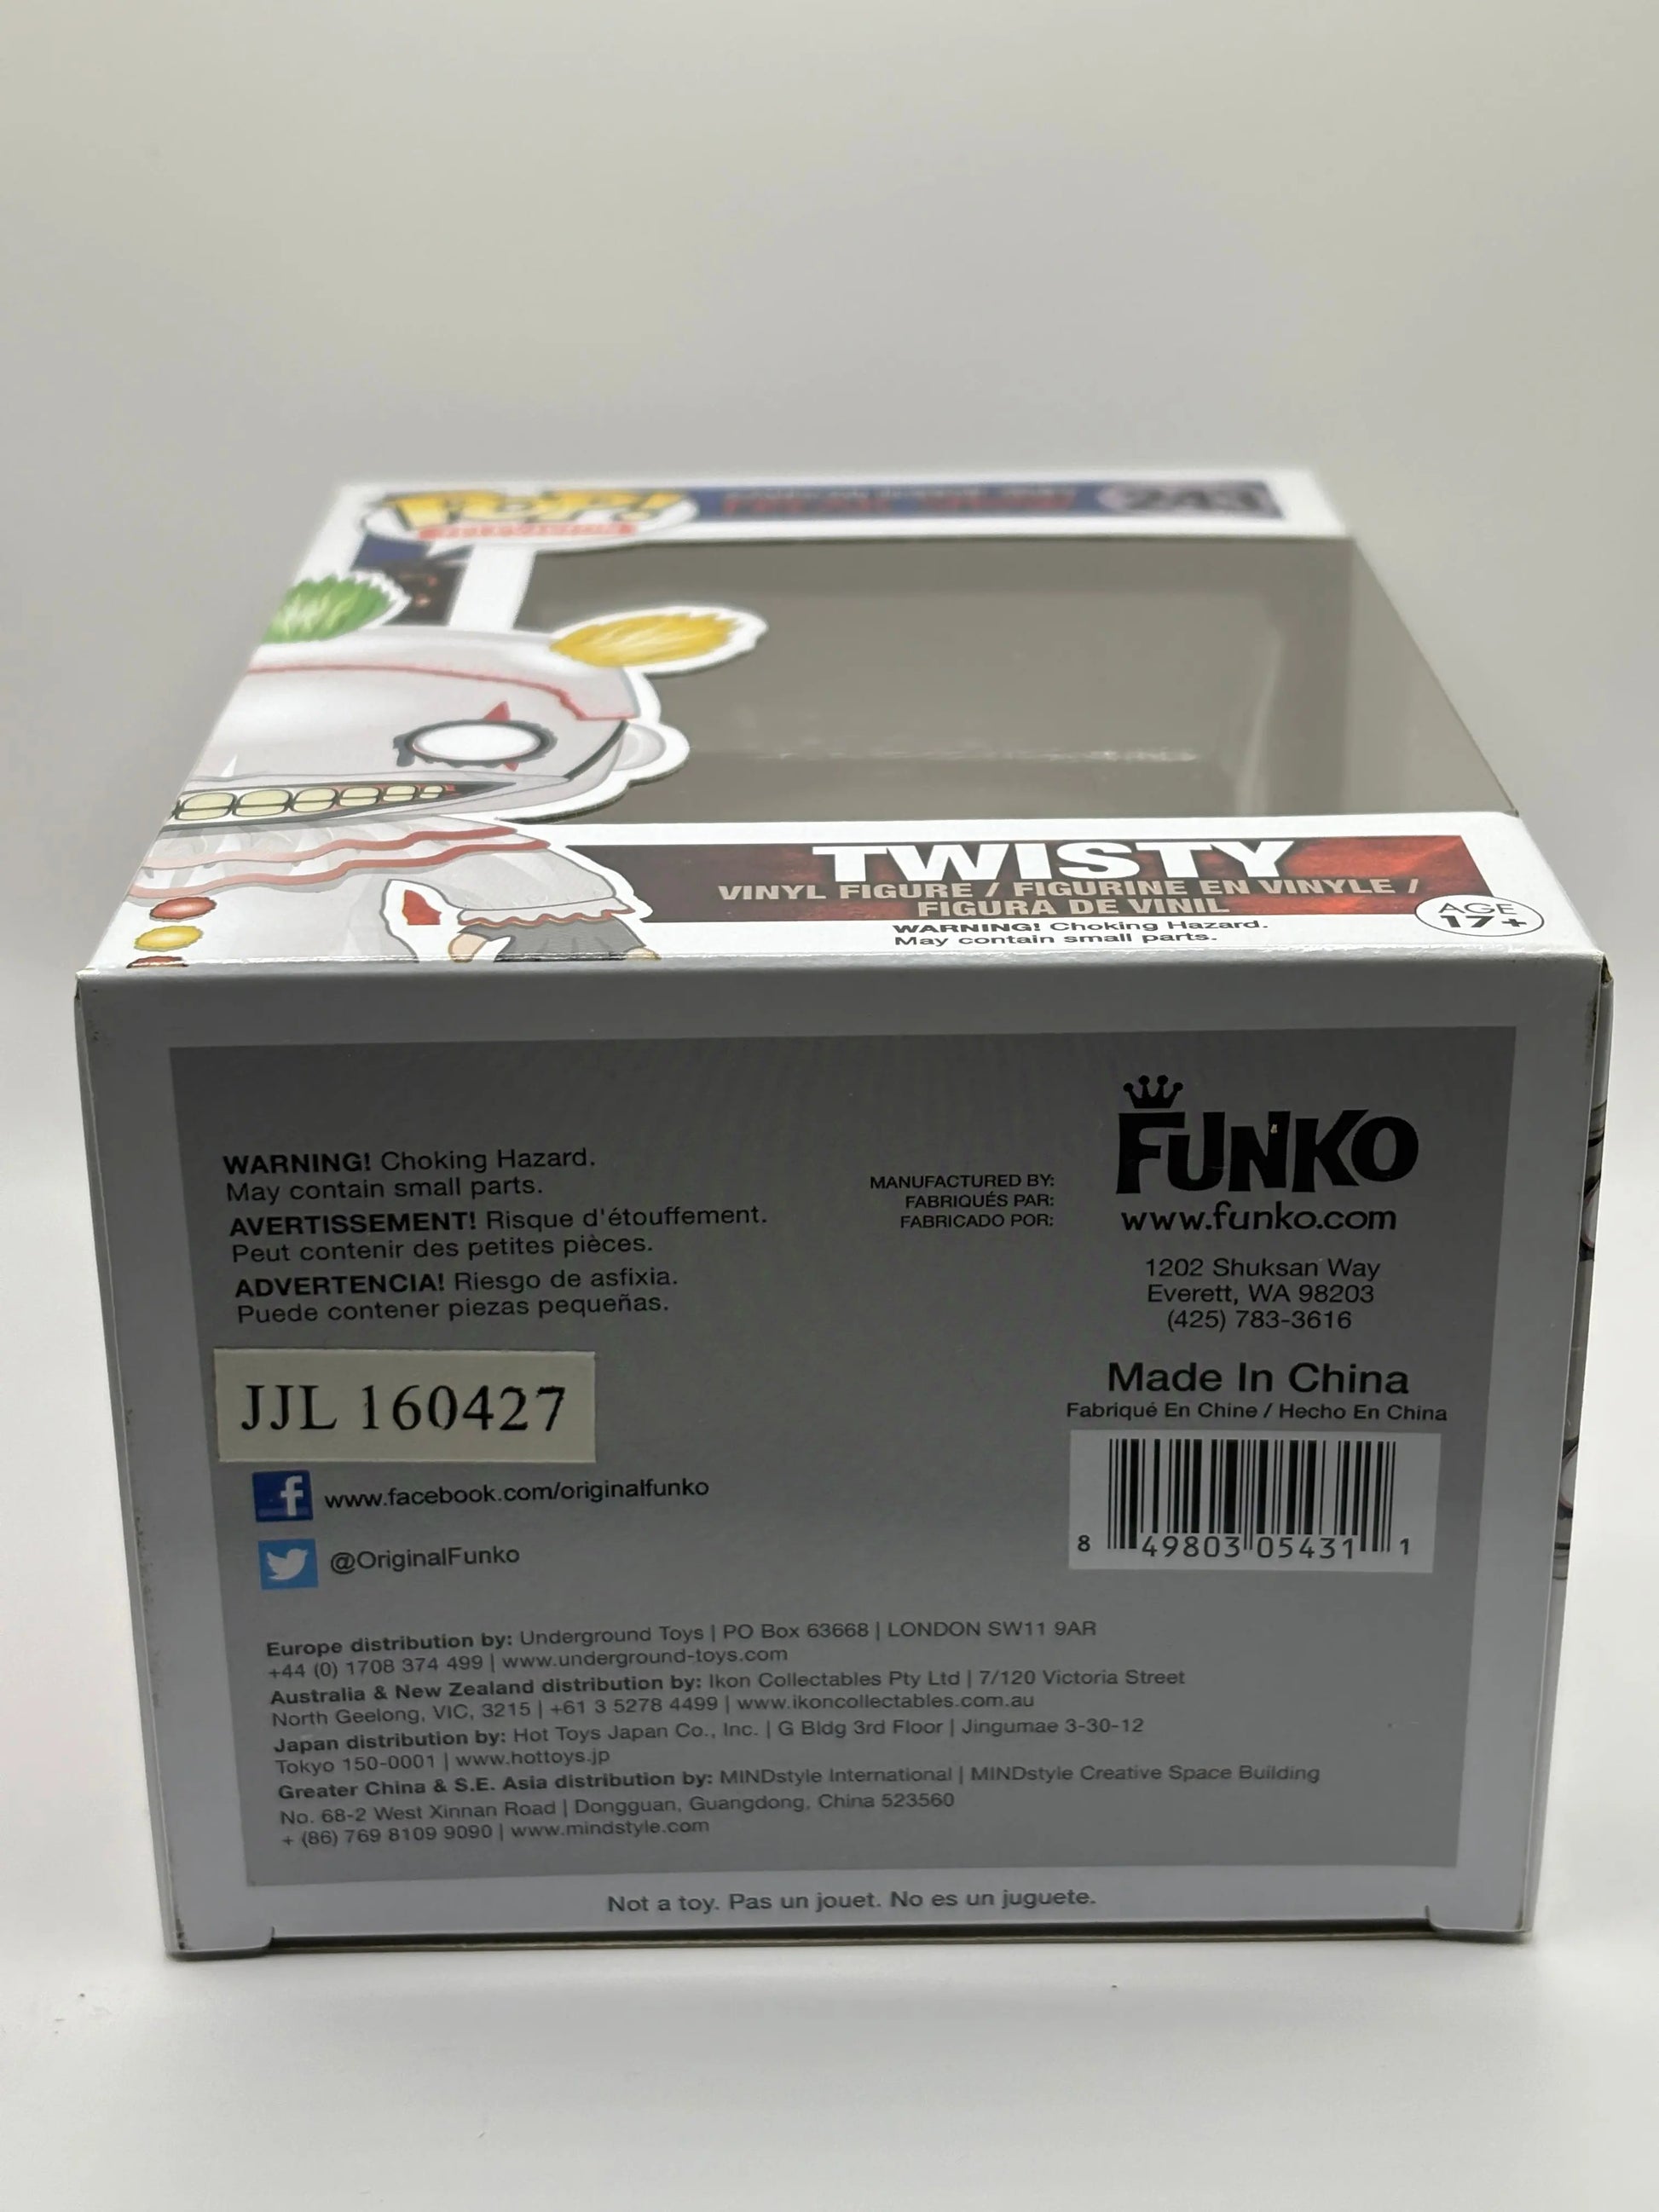 POP!
243
TWISTY
VINYL FIGURE / FIGURINE EN VINYLE /
FIGURA DE VINIL
WARNING! Choking Hazard.
May contain small parts.
AGE
17+
WARNING! Choking Hazard.
May contain small parts.
AVERTISSEMENT! Risque d'étouffement.
Peut contenir des petites pièces.
ADVERTENCIA! Riesgo de asfixia.
Puede contener piezas pequeñas.
MANUFACTURED BY:
FABRIQUÉS PAR:
FABRICADO POR:
FUNKO
www.funko.com
1202 Shuksan Way
Everett, WA 98203
(425) 783-3616
Made In China
Fabriqué En Chine / Hecho En China
JJL 160427
www.facebook.com/originalfunko
@OriginalFunko
8 49803 05431 1
Europe distribution by: Underground Toys | PO Box 63668 | LONDON SW11 9AR
+44 (0) 1708 374 499 | www.underground-toys.com
Australia & New Zealand distribution by: Ikon Collectables Pty Ltd | 7/120 Victoria Street
North Geelong, VIC, 3215 | +61 3 5278 4499 | www.ikoncollectables.com.au
Japan distribution by: Hot Toys Japan Co., Inc. | G Bldg 3rd Floor | Jingumae 3-30-12
Tokyo 150-0001 | www.hottoys.jp
Greater China & S.E. Asia distribution by: MINDstyle International | MINDstyle Creative Space Building
No. 68-2 West Xinnan Road | Dongguan, Guangdong, China 523560
+ (86) 769 8109 9090 | www.mindstyle.com
Not a toy. Pas un jouet. No es un juguete.